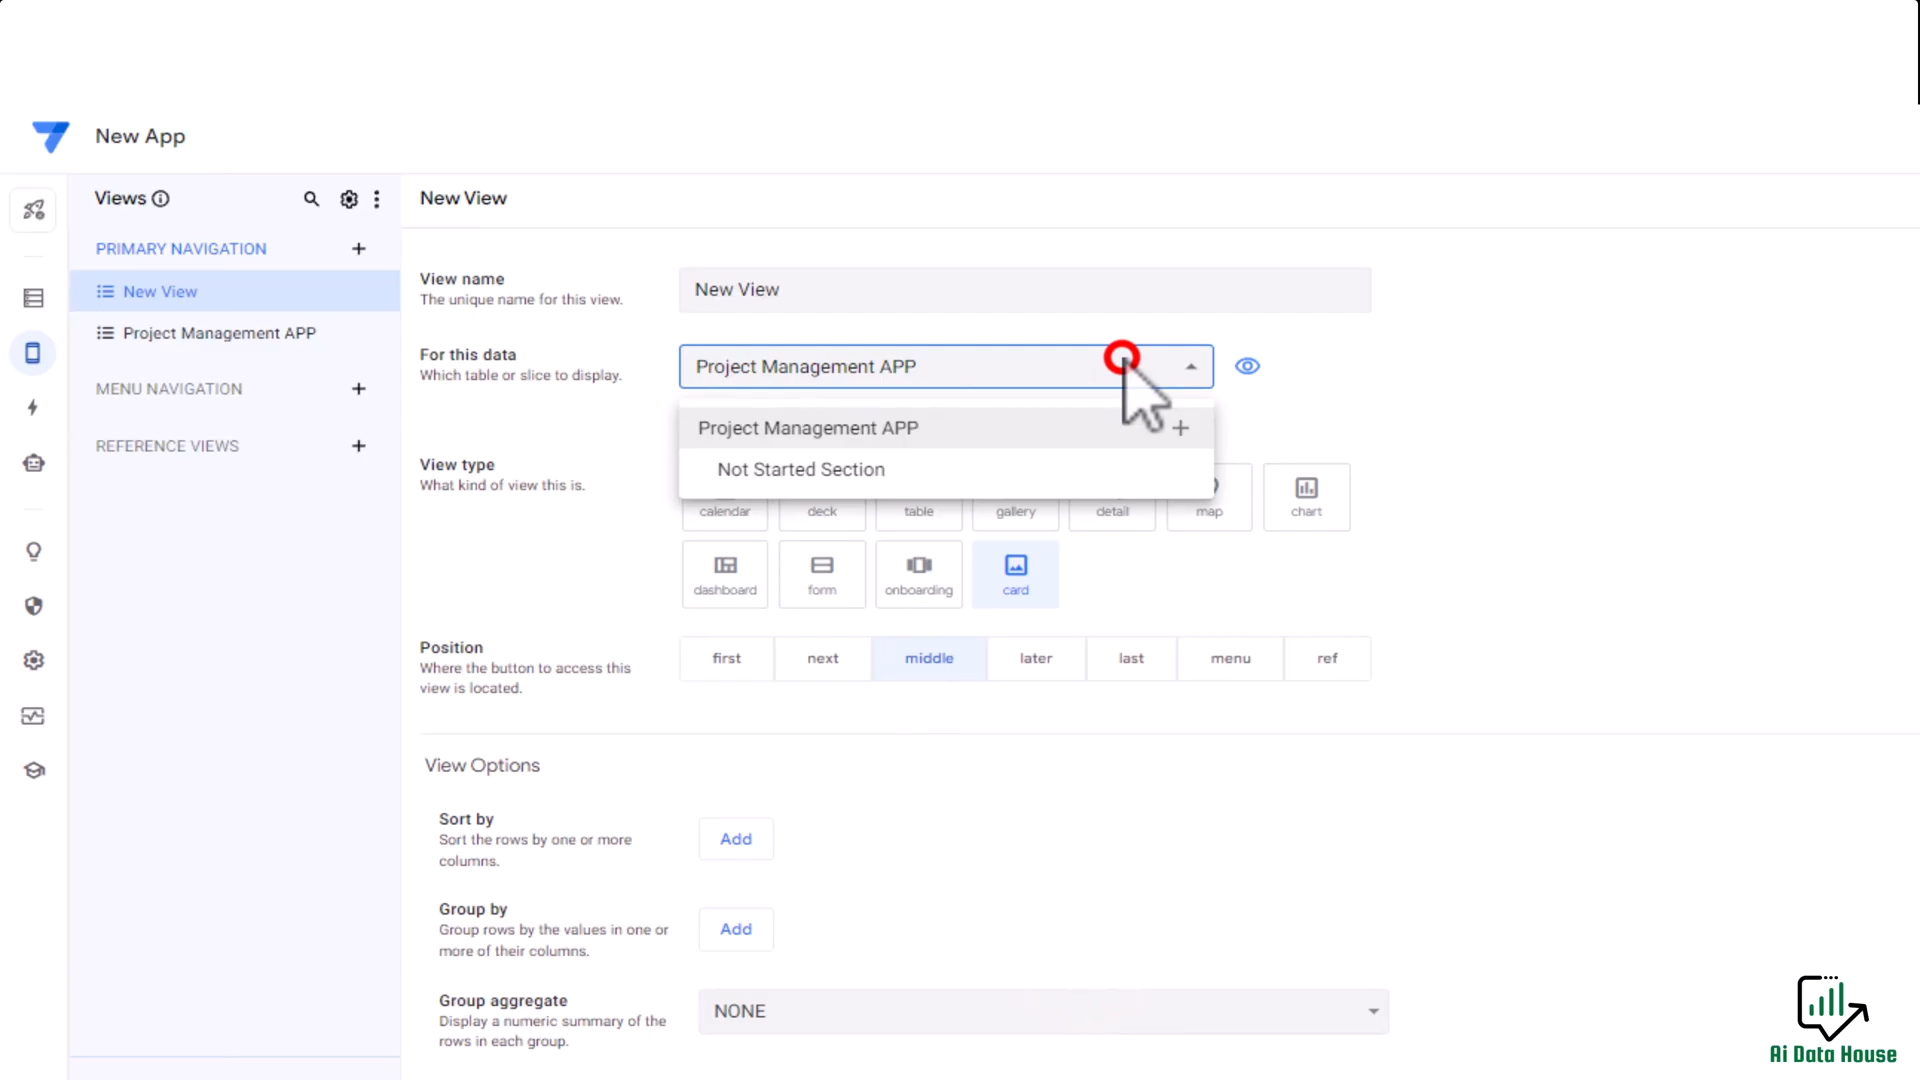 New App
Views
PRIMARY NAVIGATION
New View
Project Management APP
MENU NAVIGATION
REFERENCE VIEWS
New View
View name
The unique name for this view.
New View
For this data
Which table or slice to display.
Project Management APP
Project Management APP
Not Started Section
View type
What kind of view this is.
calendar
deck
table
gallery
detail
map
chart
dashboard
form
onboarding
card
Position
Where the button to access this
view is located.
first
next
middle
later
last
menu
ref
View Options
Sort by
Sort the rows by one or more
columns.
Add
Group by
Group rows by the values in one or
more of their columns.
Add
Group aggregate
Display a numeric summary of the
rows in each group.
NONE
Ai Data House